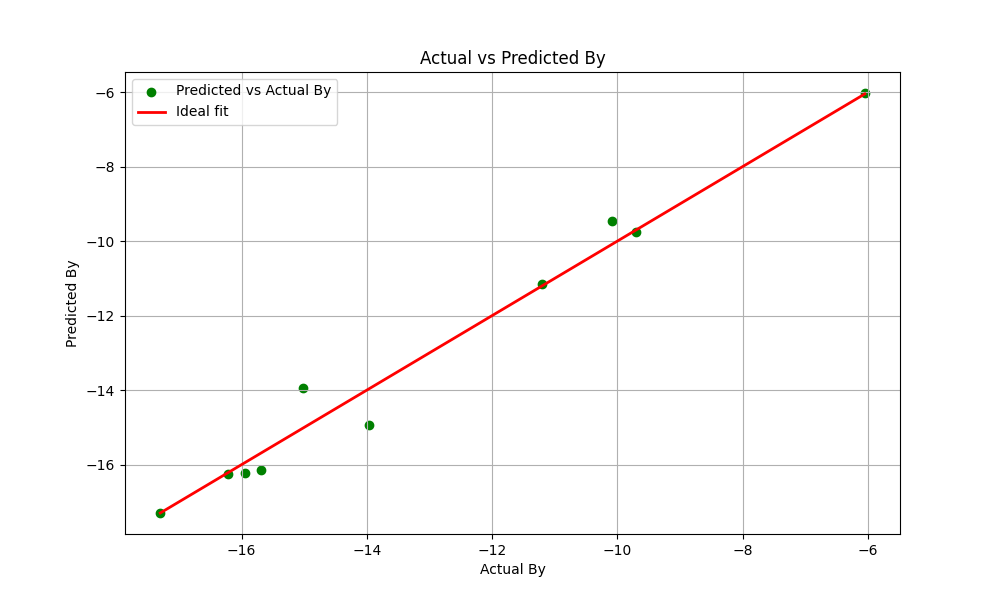 Actual vs Predicted By
Predicted vs Actual By
Ideal fit
−6
−8
−10
−12
−14
−16
Predicted By
−16
−14
−12
−10
−8
−6
Actual By